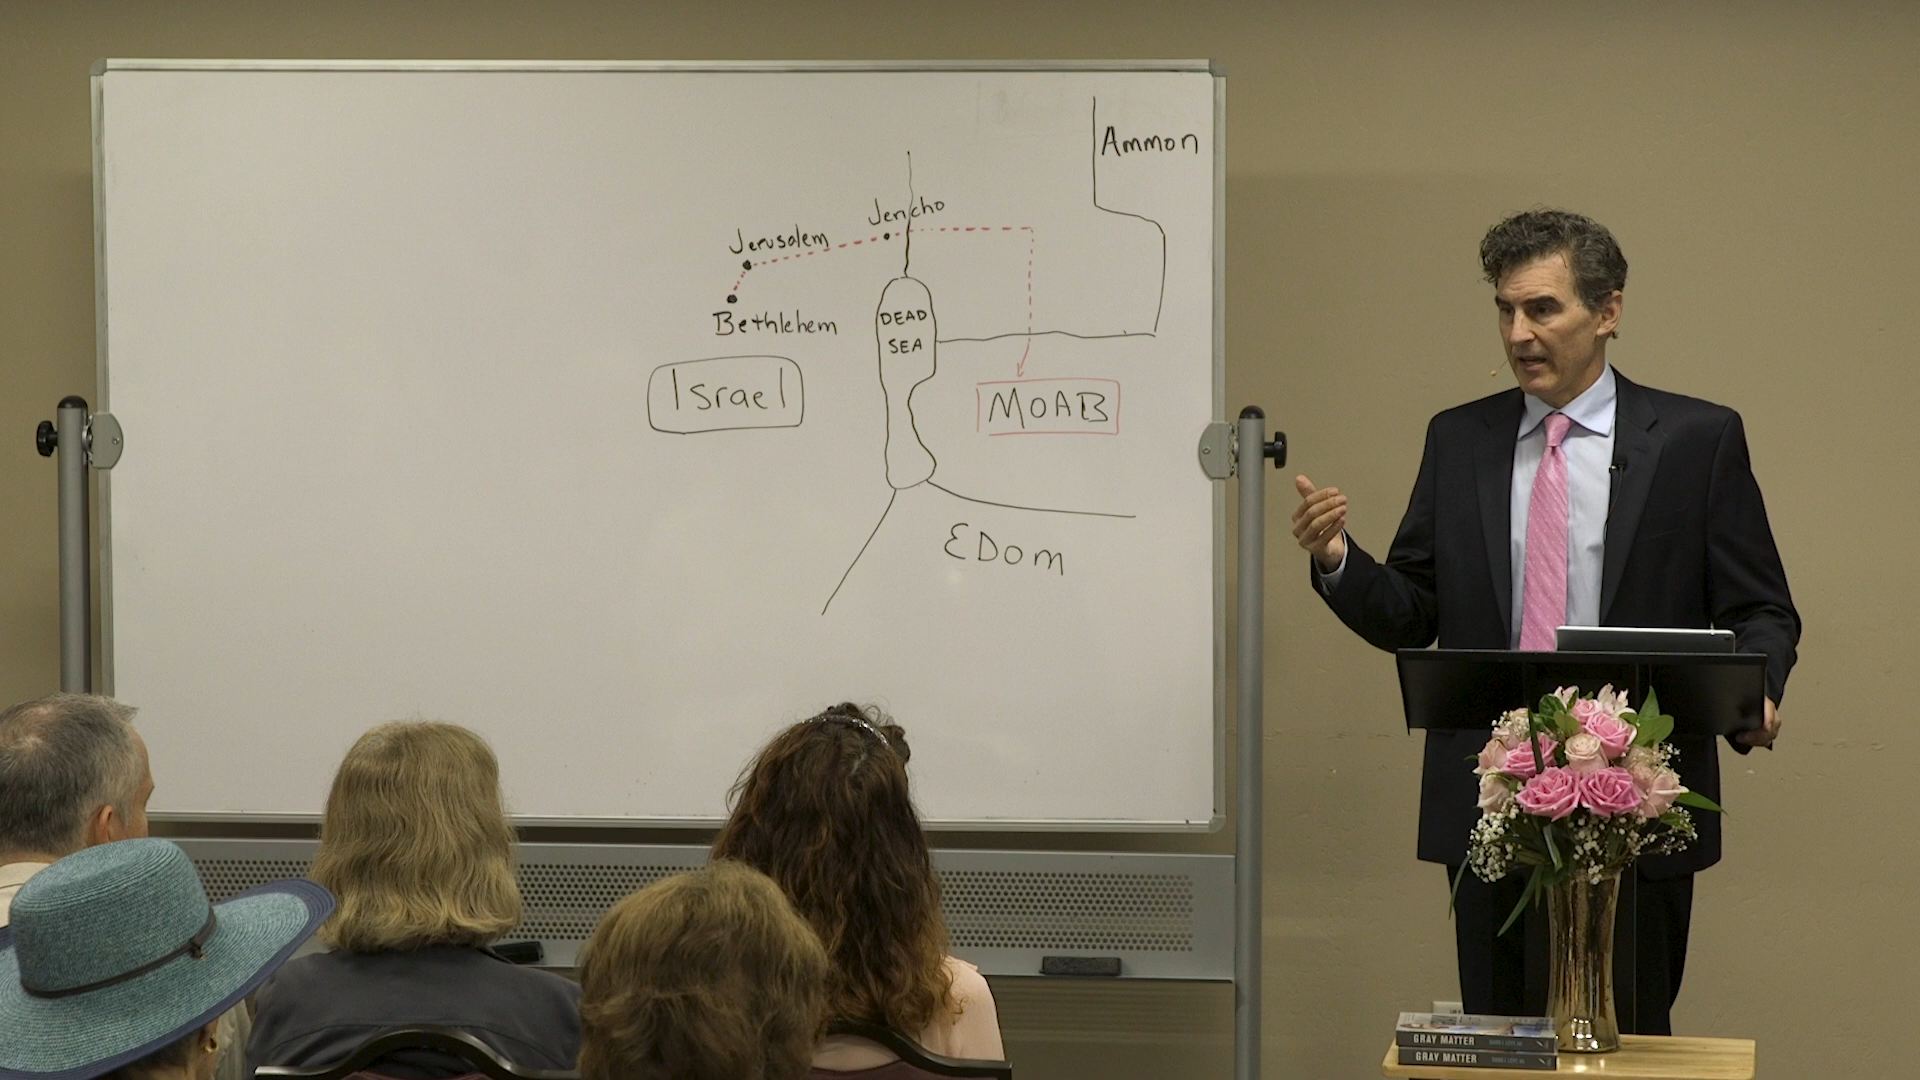 Ammon
Jericho
Jerusalem
Bethlehem
DEAD
SEA
Israel
MOAB
EDom
GRAY MATTER
GRAY MATTER